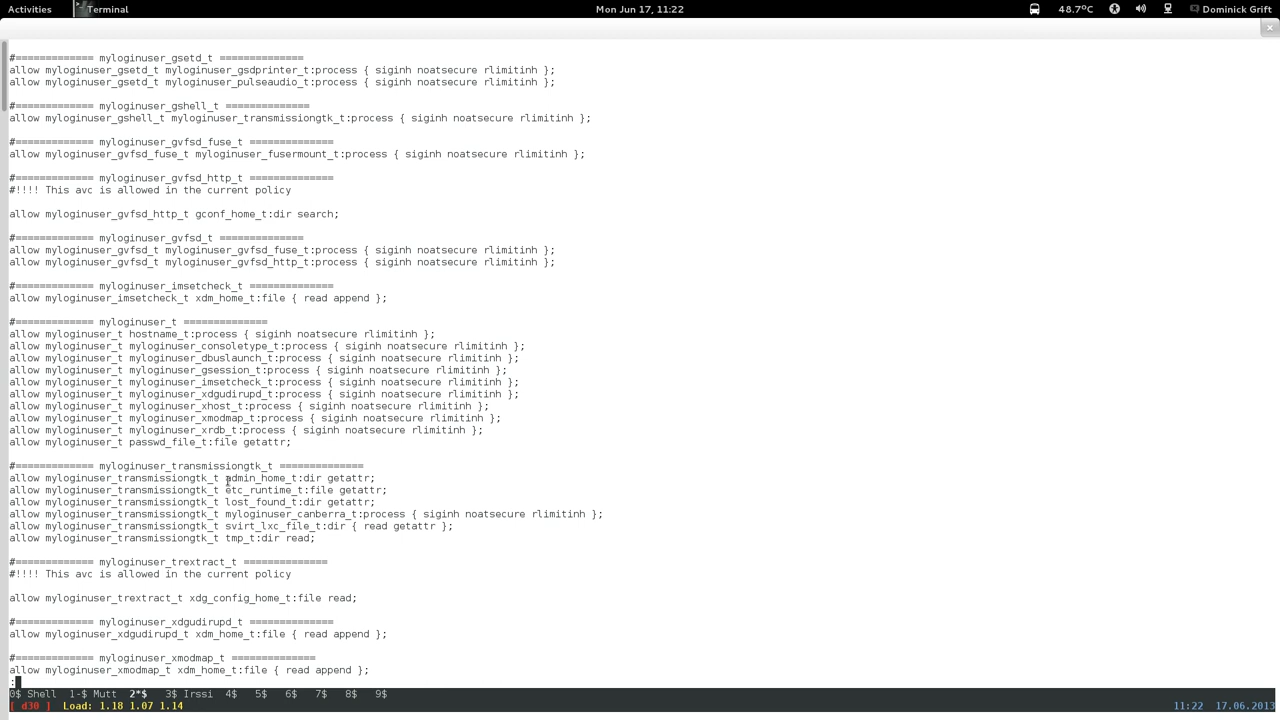 Activities
Terminal
Mon Jun 17, 11:22
48.7°C
Dominick Grift
#============= myloginuser_gsetd_t ==============
allow myloginuser_gsetd_t myloginuser_gsdprinter_t:process { siginh noatsecure rlimitinh };
allow myloginuser_gsetd_t myloginuser_pulseaudio_t:process { siginh noatsecure rlimitinh };
#============= myloginuser_gshell_t ==============
allow myloginuser_gshell_t myloginuser_transmissiongtk_t:process { siginh noatsecure rlimitinh };
#============= myloginuser_gvfsd_fuse_t ==============
allow myloginuser_gvfsd_fuse_t myloginuser_fusermount_t:process { siginh noatsecure rlimitinh };
#============= myloginuser_gvfsd_http_t ==============
#!!!! This avc is allowed in the current policy
allow myloginuser_gvfsd_http_t gconf_home_t:dir search;
#============= myloginuser_gvfsd_t ==============
allow myloginuser_gvfsd_t myloginuser_gvfsd_fuse_t:process { siginh noatsecure rlimitinh };
allow myloginuser_gvfsd_t myloginuser_gvfsd_http_t:process { siginh noatsecure rlimitinh };
#============= myloginuser_imsetcheck_t ==============
allow myloginuser_imsetcheck_t xdm_home_t:file { read append };
#============= myloginuser_t ==============
allow myloginuser_t hostname_t:process { siginh noatsecure rlimitinh };
allow myloginuser_t myloginuser_consoletype_t:process { siginh noatsecure rlimitinh };
allow myloginuser_t myloginuser_dbuslaunch_t:process { siginh noatsecure rlimitinh };
allow myloginuser_t myloginuser_gsession_t:process { siginh noatsecure rlimitinh };
allow myloginuser_t myloginuser_imsetcheck_t:process { siginh noatsecure rlimitinh };
allow myloginuser_t myloginuser_xdgudirupd_t:process { siginh noatsecure rlimitinh };
allow myloginuser_t myloginuser_xhost_t:process { siginh noatsecure rlimitinh };
allow myloginuser_t myloginuser_xmodmap_t:process { siginh noatsecure rlimitinh };
allow myloginuser_t myloginuser_xrdb_t:process { siginh noatsecure rlimitinh };
allow myloginuser_t passwd_file_t:file getattr;
#============= myloginuser_transmissiongtk_t ==============
allow myloginuser_transmissiongtk_t admin_home_t:dir getattr;
allow myloginuser_transmissiongtk_t etc_runtime_t:file getattr;
allow myloginuser_transmissiongtk_t lost_found_t:dir getattr;
allow myloginuser_transmissiongtk_t myloginuser_canberra_t:process { siginh noatsecure rlimitinh };
allow myloginuser_transmissiongtk_t svirt_lxc_file_t:dir { read getattr };
allow myloginuser_transmissiongtk_t tmp_t:dir read;
#============= myloginuser_trextract_t ==============
#!!!! This avc is allowed in the current policy
allow myloginuser_trextract_t xdg_config_home_t:file read;
#============= myloginuser_xdgudirupd_t ==============
allow myloginuser_xdgudirupd_t xdm_home_t:file { read append };
#============= myloginuser_xmodmap_t ==============
allow myloginuser_xmodmap_t xdm_home_t:file { read append };
:
0$ Shell  1-$ Mutt  2*$  3$ Irssi  4$  5$  6$  7$  8$  9$
[ d30 ]  Load: 1.18 1.07 1.14
11:22  17.06.2013